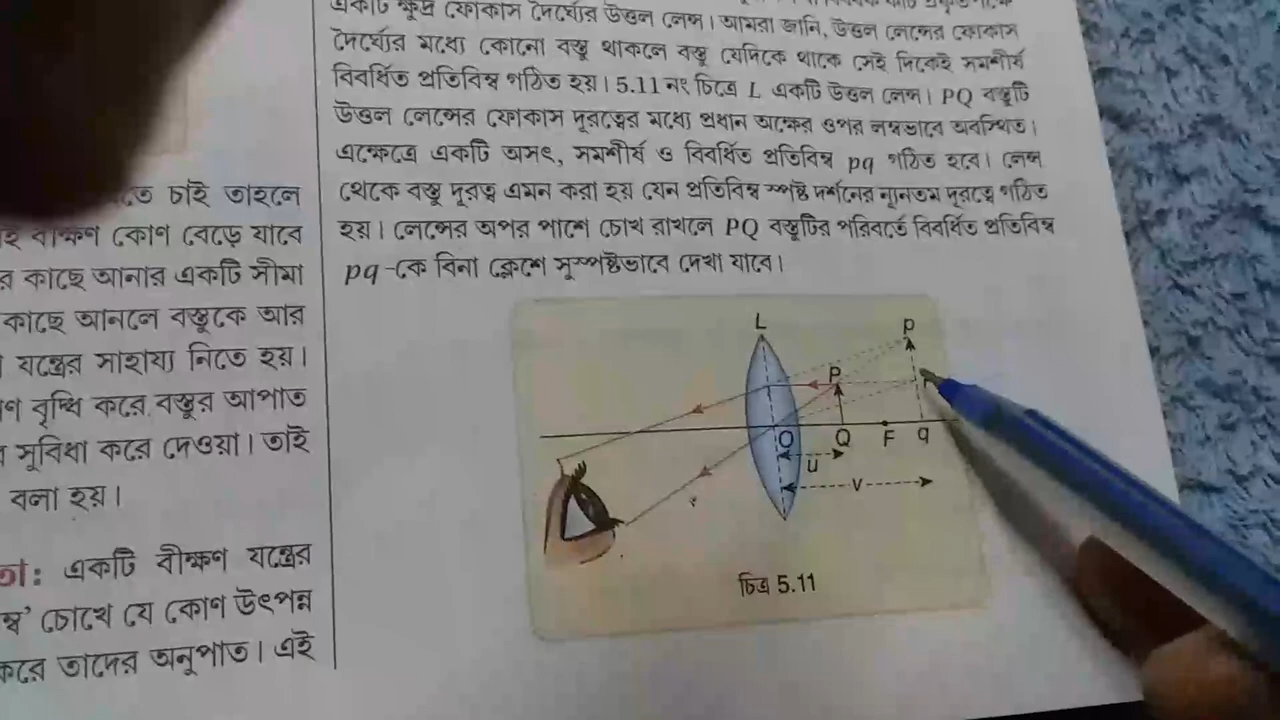 একটি ক্ষুদ্র ফোকাস দৈর্ঘ্যের উত্তল লেন্স। আমরা জানি, উত্তল লেন্সের ফোকাস
দৈর্ঘ্যের মধ্যে কোনো বস্তু থাকলে বস্তু যেদিকে থাকে সেই দিকেই সমশীর্ষ
বিবর্ধিত প্রতিবিম্ব গঠিত হয়। 5.11 নং চিত্রে L একটি উত্তল লেন্স। PQ বস্তুটি
উত্তল লেন্সের ফোকাস দূরত্বের মধ্যে প্রধান অক্ষের ওপর লম্বভাবে অবস্থিত।
এক্ষেত্রে একটি অসৎ, সমশীর্ষ ও বিবর্ধিত প্রতিবিম্ব pq গঠিত হবে। লেন্স
থেকে বস্তু দূরত্ব এমন করা হয় যেন প্রতিবিম্ব স্পষ্ট দর্শনের ন্যূনতম দূরত্বে গঠিত
হয়। লেন্সের অপর পাশে চোখ রাখলে PQ বস্তুটির পরিবর্তে বিবর্ধিত প্রতিবিম্ব
pq -কে বিনা ক্লেশে সুস্পষ্টভাবে দেখা যাবে।
চাই তাহলে
বীক্ষণ কোণ বেড়ে যাবে
কাছে আনার একটি সীমা
কাছে আনলে বস্তুকে আর
যন্ত্রের সাহায্য নিতে হয়।
বৃদ্ধি করে বস্তুর আপাত
সুবিধা করে দেওয়া। তাই
বলা হয়।
একটি বীক্ষণ যন্ত্রের
চোখে যে কোণ উৎপন্ন
করে তাদের অনুপাত। এই
L
p
P
O
Q
F
q
u
v
চিত্র 5.11